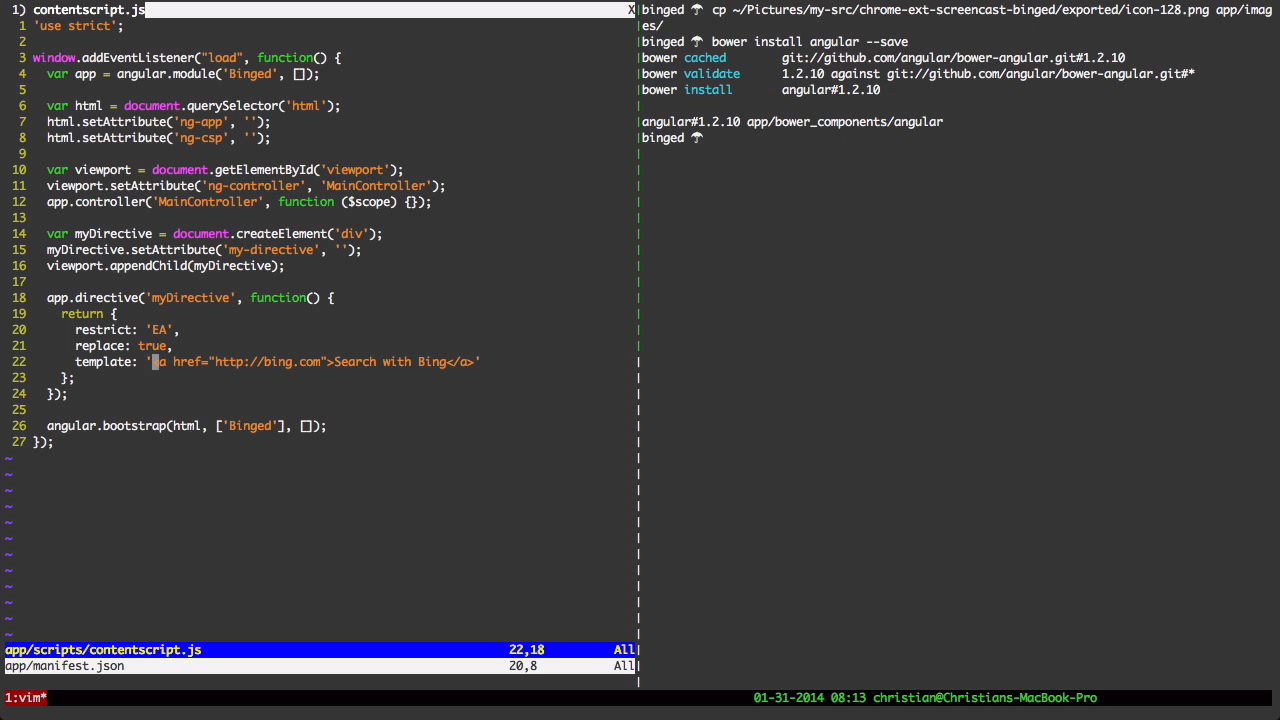 1) contentscript.js X
1 'use strict';
2
3 window.addEventListener("load", function() {
4 var app = angular.module('Binged', []);
5
6 var html = document.querySelector('html');
7 html.setAttribute('ng-app', '');
8 html.setAttribute('ng-csp', '');
9
10 var viewport = document.getElementById('viewport');
11 viewport.setAttribute('ng-controller', 'MainController');
12 app.controller('MainController', function ($scope) {});
13
14 var myDirective = document.createElement('div');
15 myDirective.setAttribute('my-directive', '');
16 viewport.appendChild(myDirective);
17
18 app.directive('myDirective', function() {
19 return {
20 restrict: 'EA',
21 replace: true,
22 template: '<a href="http://bing.com">Search with Bing</a>'
23 };
24 });
25
26 angular.bootstrap(html, ['Binged'], []);
27 });
~
~
~
~
~
~
~
~
~
~
~
~
app/scripts/contentscript.js 22,18 All
app/manifest.json 20,8 All
binged ☂ cp ~/Pictures/my-src/chrome-ext-screencast-binged/exported/icon-128.png app/imag
es/
binged ☂ bower install angular --save
bower cached git://github.com/angular/bower-angular.git#1.2.10
bower validate 1.2.10 against git://github.com/angular/bower-angular.git#*
bower install angular#1.2.10

angular#1.2.10 app/bower_components/angular
binged ☂
1:vim* 01-31-2014 08:13 christian@Christians-MacBook-Pro